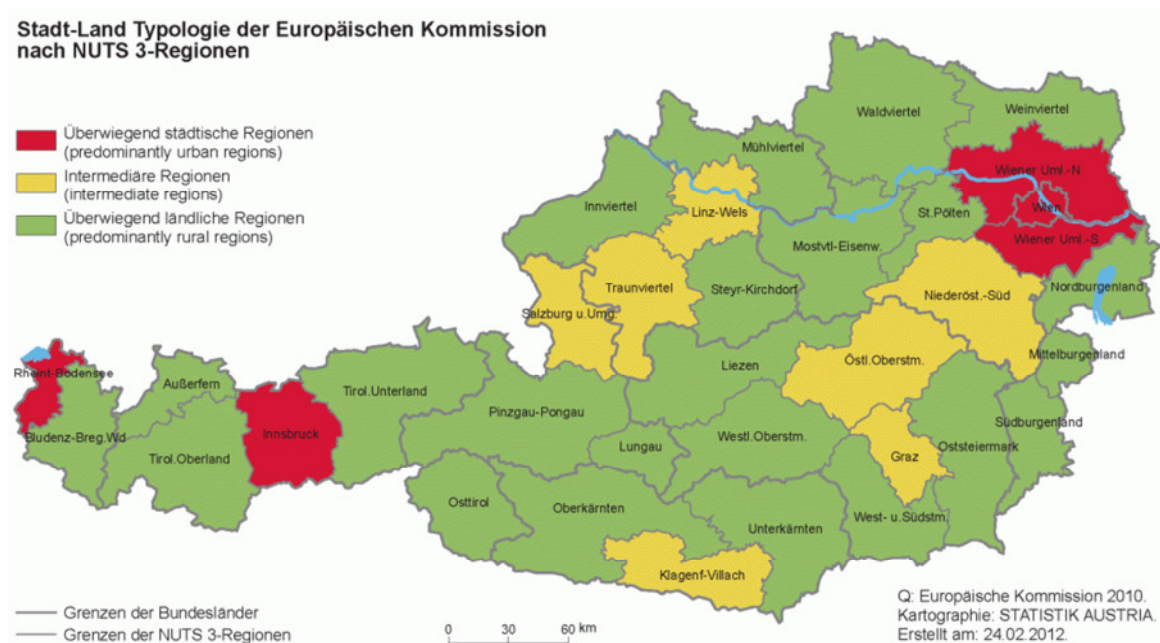 Stadt-Land Typologie der Europäischen Kommission
nach NUTS 3-Regionen
Überwiegend städtische Regionen
(predominantly urban regions)
Intermediäre Regionen
(intermediate regions)
Überwiegend ländliche Regionen
(predominantly rural regions)
Waldviertel
Weinviertel
Mühlviertel
Wiener Uml.-N
Innviertel
Linz-Wels
St.Pölten
Wien
Mostvtl-Eisenw.
Wiener Uml.-S
Traunviertel
Steyr-Kirchdorf
Niederöst.-Süd
Nordburgenland
Salzburg u.Umg.
Mittelburgenland
Rheint-Bodensee
Außerfern
Tirol.Unterland
Liezen
Östl.Oberstm.
Pinzgau-Pongau
Südburgenland
Bludenz-Breg.Wd
Innsbruck
Tirol.Oberland
Lungau
Westl.Oberstm.
Graz
Oststeiermark
Osttirol
Oberkärnten
Unterkärnten
West- u.Südstm.
Klagenf-Villach
Grenzen der Bundesländer
Grenzen der NUTS 3-Regionen
0 30 60 km
Q: Europäische Kommission 2010.
Kartographie: STATISTIK AUSTRIA.
Erstellt am: 24.02.2012.